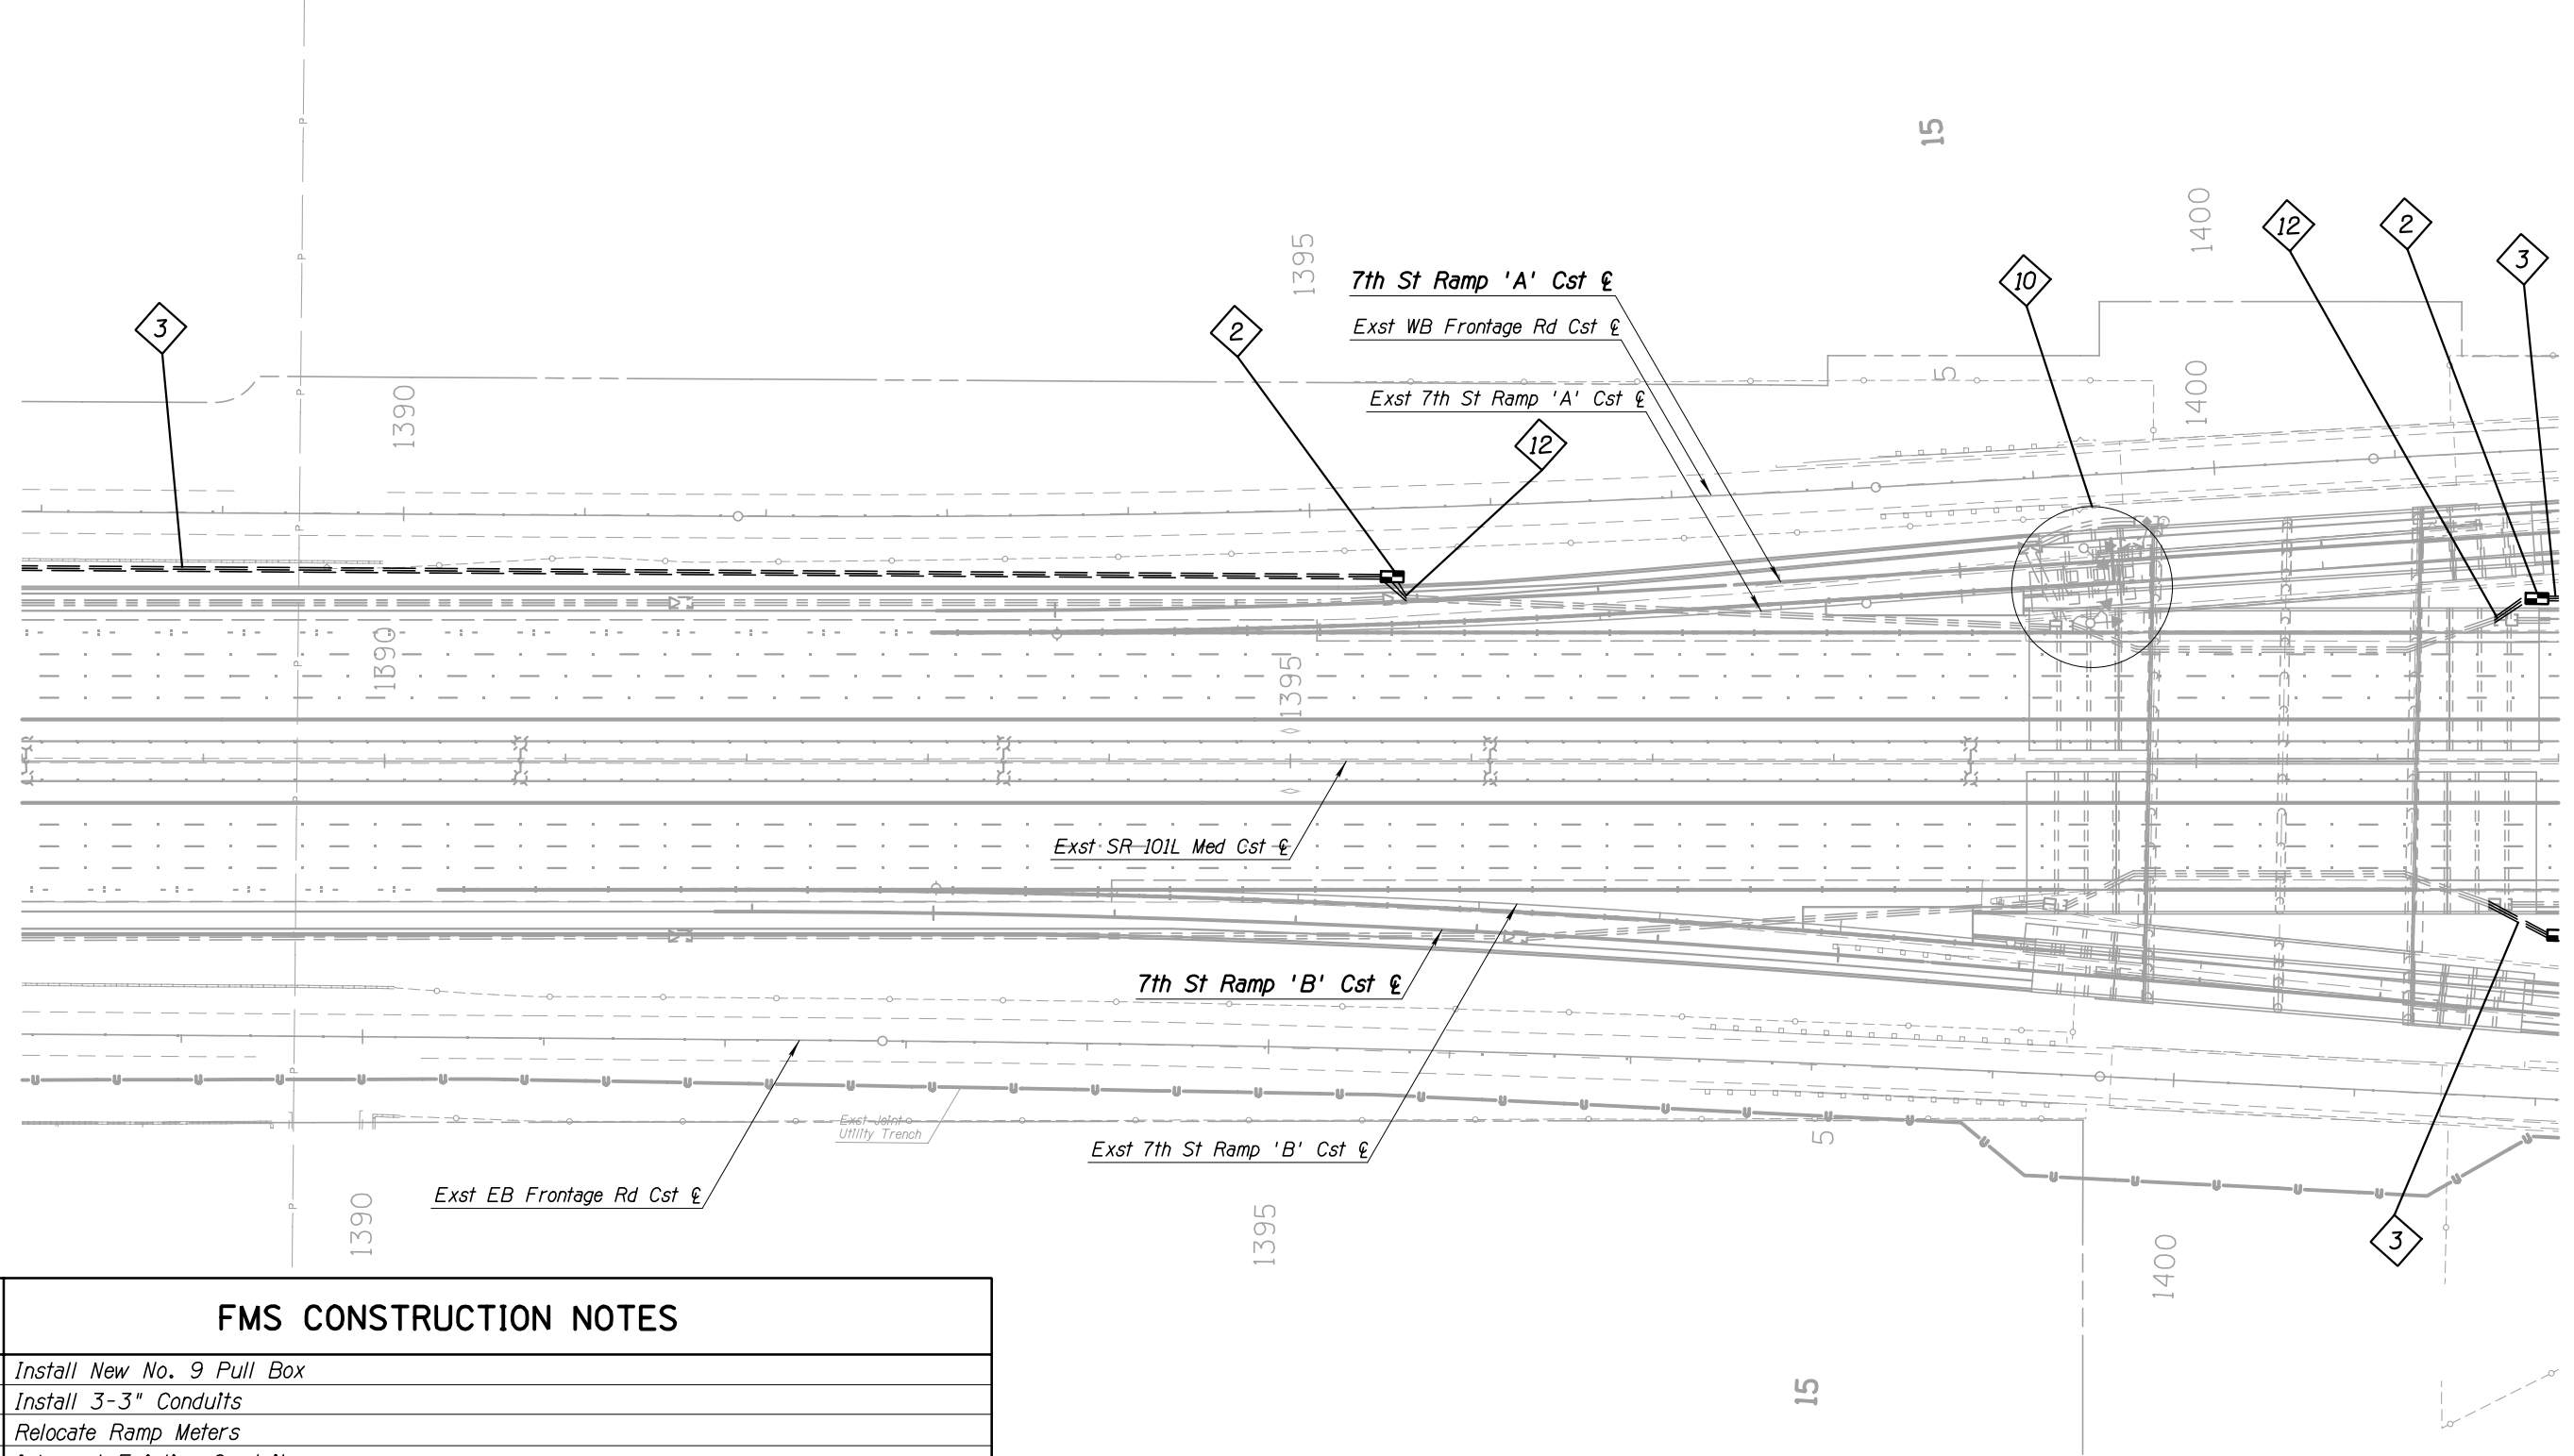 15
1400
12
2
3
1395
7th St Ramp 'A' Cst ℄
10
3
2
Exst WB Frontage Rd Cst ℄
1390
Exst 7th St Ramp 'A' Cst ℄
5
1400
12
P
P
P
P
P
P
P
P
P
1390
1395
Exst SR 101L Med Cst ℄
7th St Ramp 'B' Cst ℄
U U U U U U U U U U U U U U U U U U U U U U U U U U U U U U U
Exst Joint
Utility Trench
Exst 7th St Ramp 'B' Cst ℄
5
Exst EB Frontage Rd Cst ℄
1390
1395
1400
3
15
FMS CONSTRUCTION NOTES
Install New No. 9 Pull Box
Install 3-3" Conduits
Relocate Ramp Meters